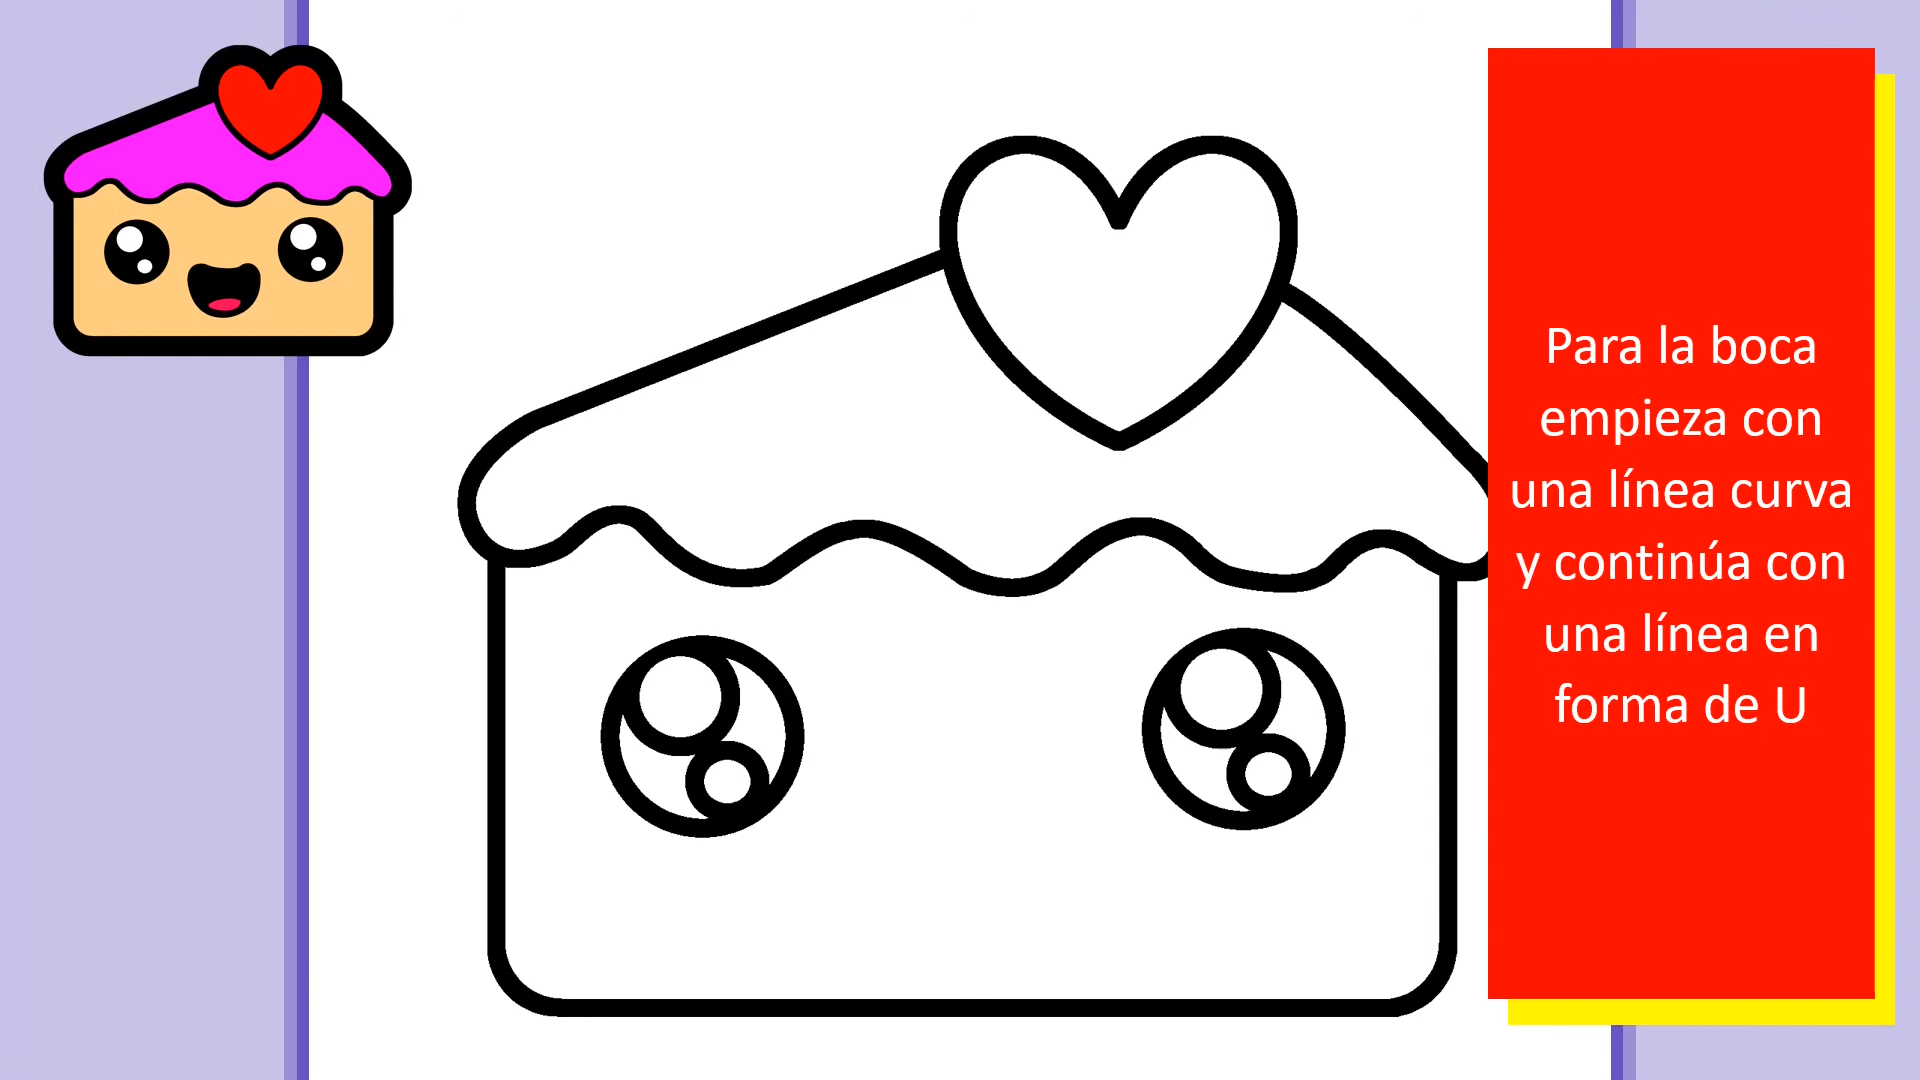 Para la boca
empieza con
una línea curva
y continúa con
una línea en
forma de U